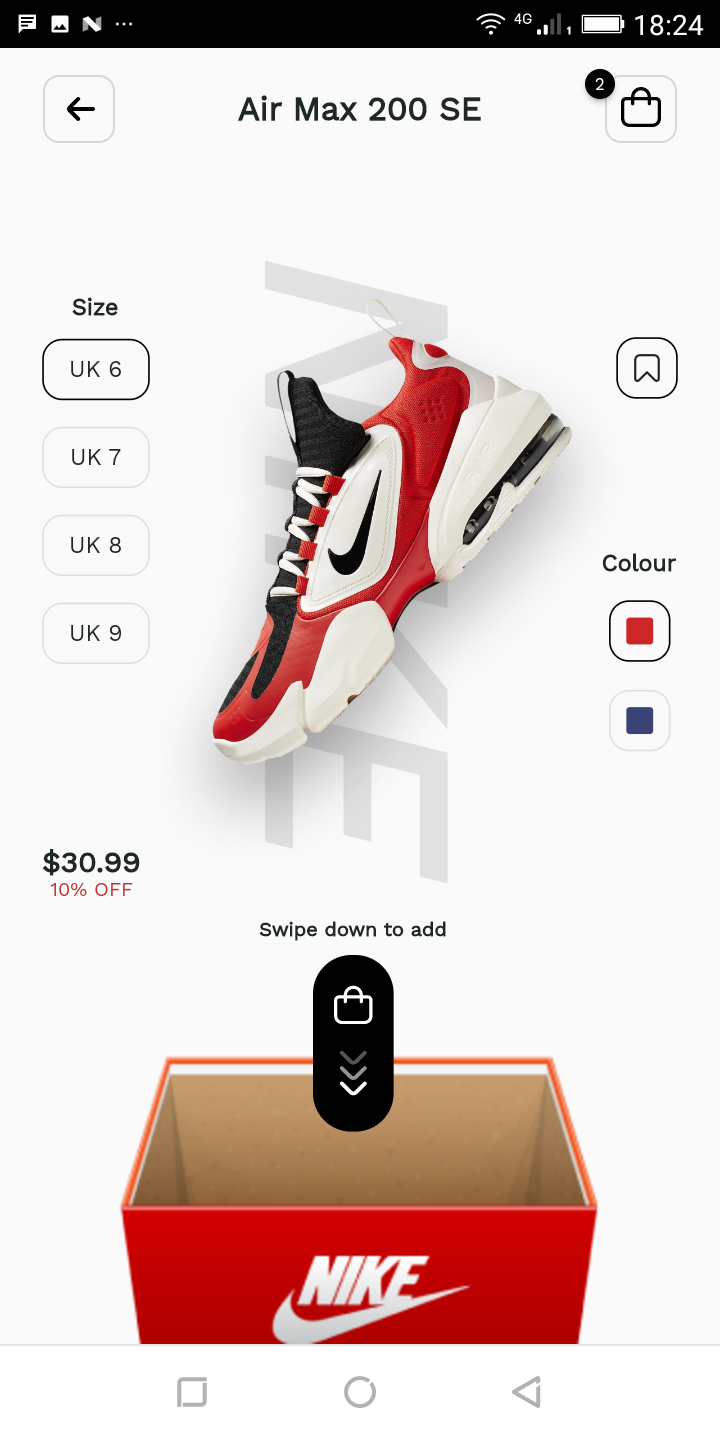 4G
1
18:24
Air Max 200 SE
2
Size
UK 6
UK 7
UK 8
UK 9
NIKE
Colour
$30.99
10% OFF
Swipe down to add
NIKE